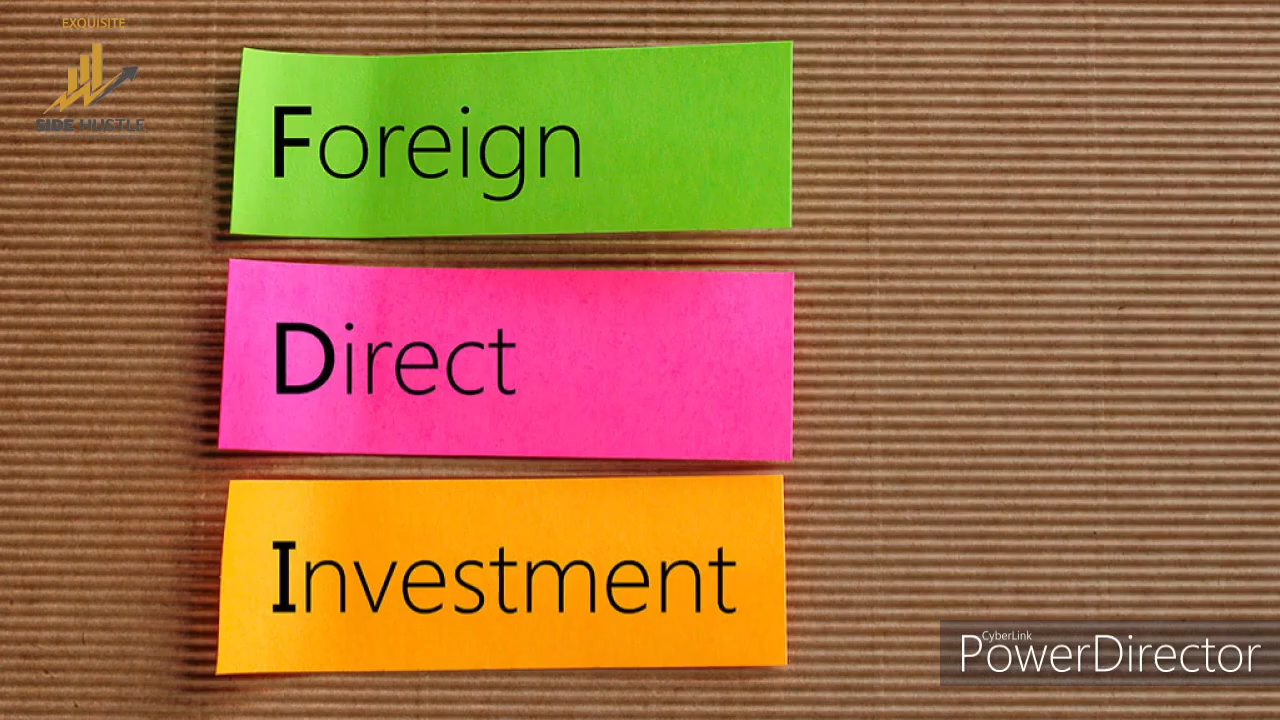 EXQUISITE
SIDE HUSTLE
Foreign
Direct
Investment
CyberLink
PowerDirector